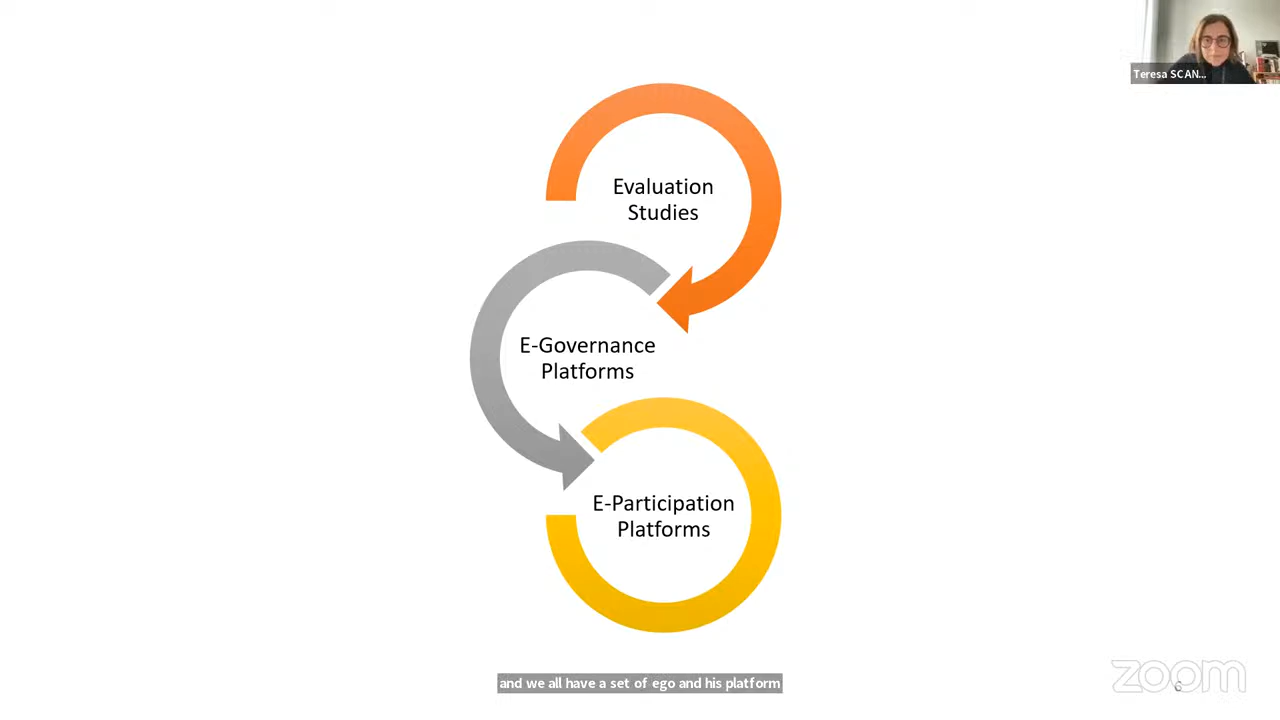 Teresa SCAN...
Evaluation
Studies
E-Governance
Platforms
E-Participation
Platforms
and we all have a set of ego and his platform
zoom
6